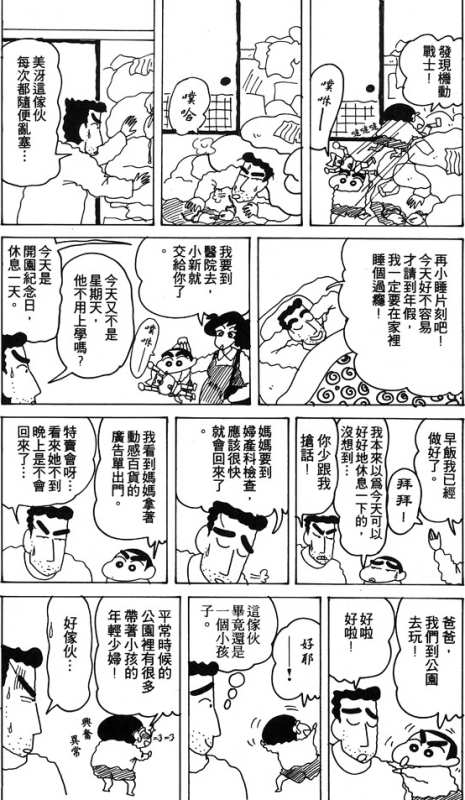 發現機動
戰士！
噗咻—
噠噠噠
噗哈
美冴這傢伙
每次都隨便亂塞…
再小睡片刻吧！
今天好不容易
才請到年假，
我一定要在家裡
睡個過癮！
我要到
醫院去，
小新就
交給你了
。
噗咻
今天又不是
星期天，
他不用上學嗎？
今天是
開園紀念日，
休息一天。
早飯我已經
做好了。
拜拜！
我本來以為今天可以
好好地休息一下的，
沒想到…
你少跟我
搶話！
媽媽要到
婦產科檢查，
應該很快
就會回來了
…
我看到媽媽拿著
動感百貨的
廣告單出門。
特賣會呀…
看來她不到
晚上是不會
回來了…
爸爸，
我們到公園
去玩！
好啦
好啦！
好耶！
這傢伙
畢竟還是
一個小孩
子。
平常時候的
公園裡有很多
帶著小孩的
年輕少婦！
興奮
異常
好傢伙…